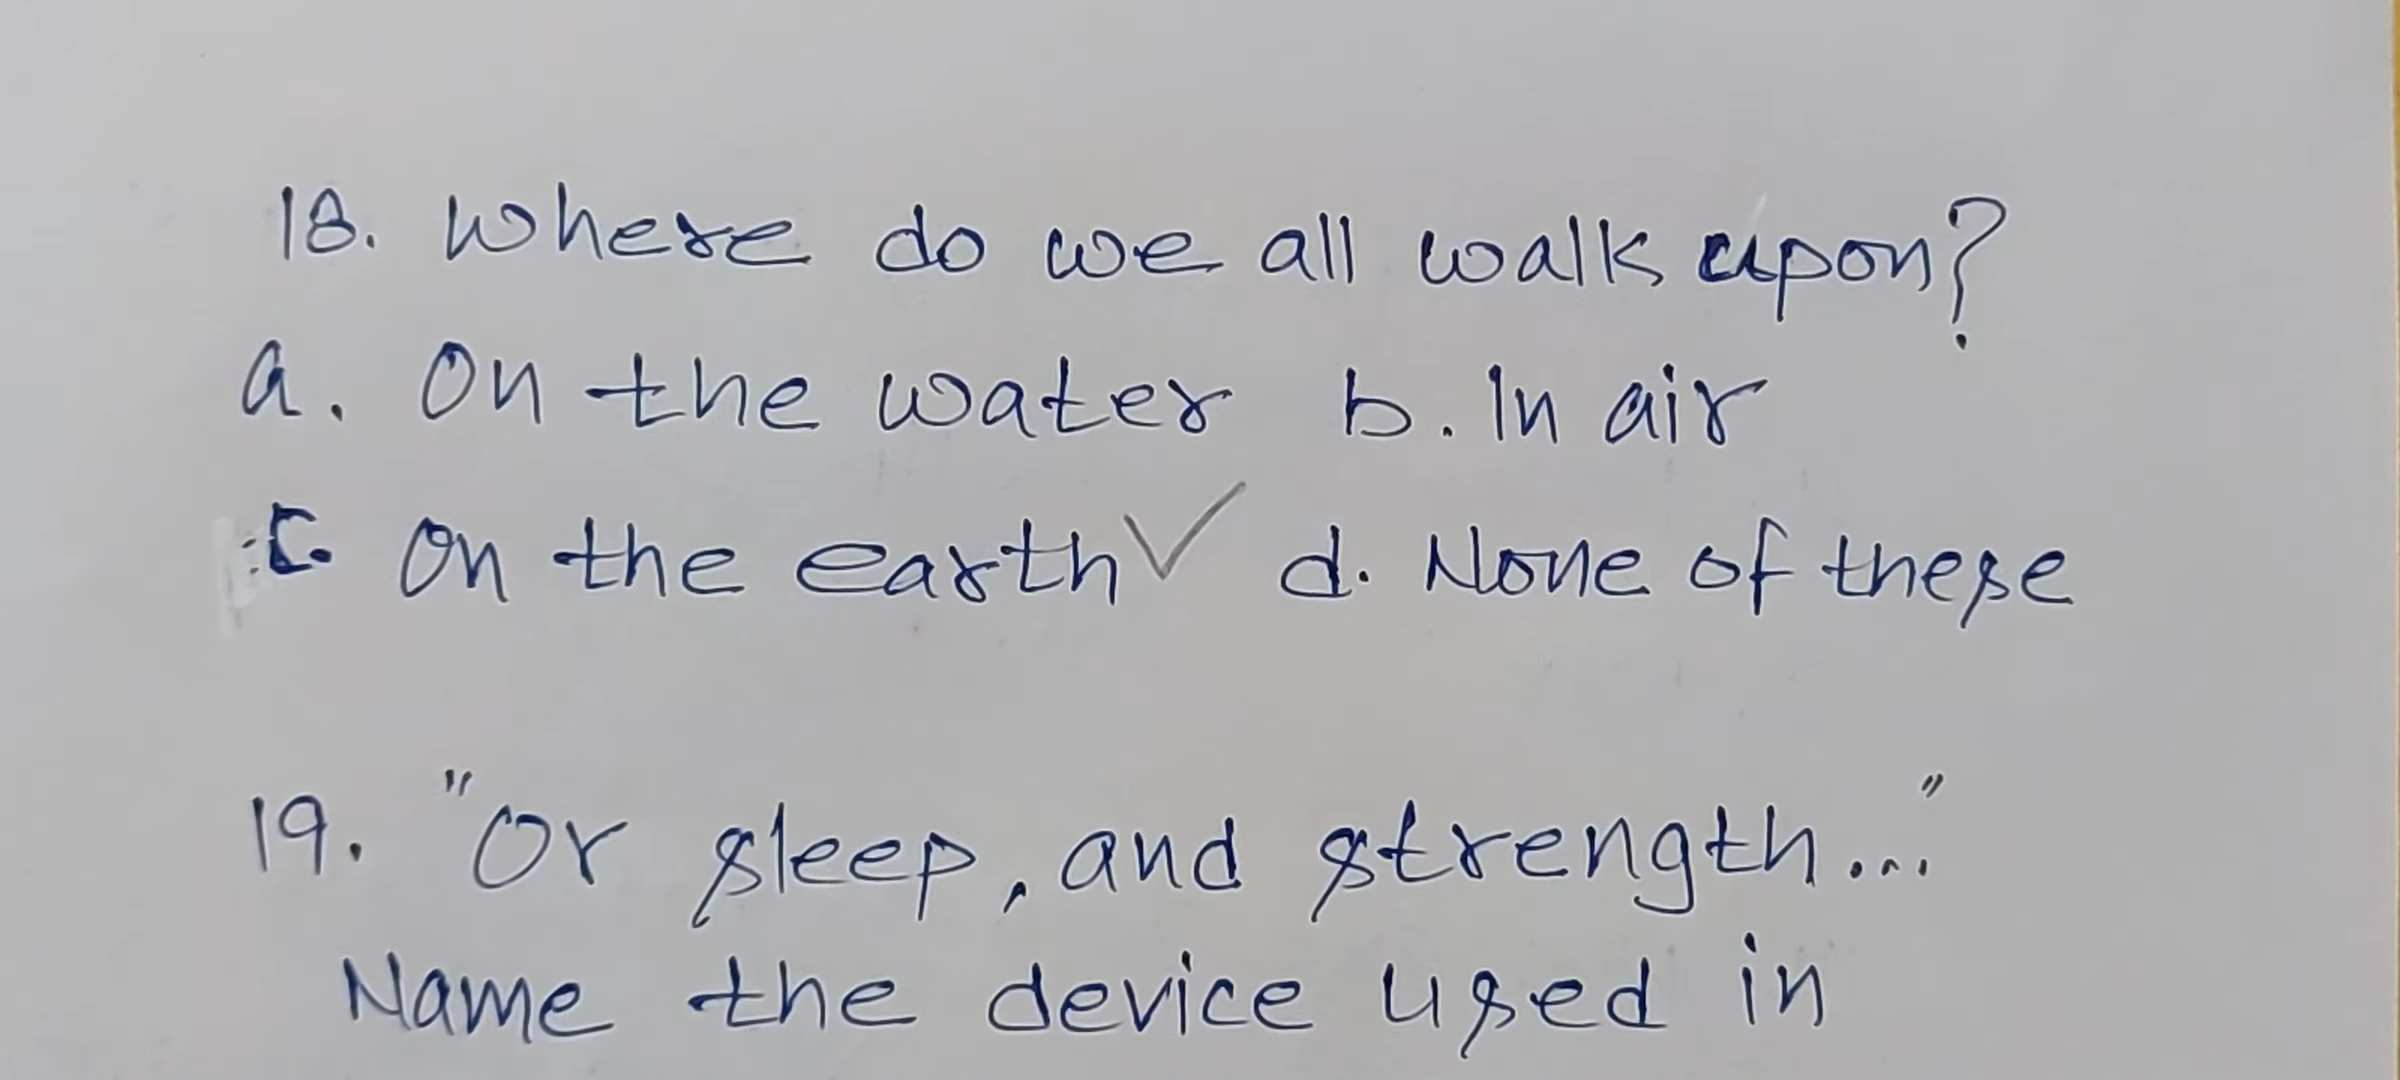 18. Where do we all walk upon?
a. On the water b. In air
c. On the earth ✓ d. None of these
19. "Or sleep, and strength..."
Name the device used in